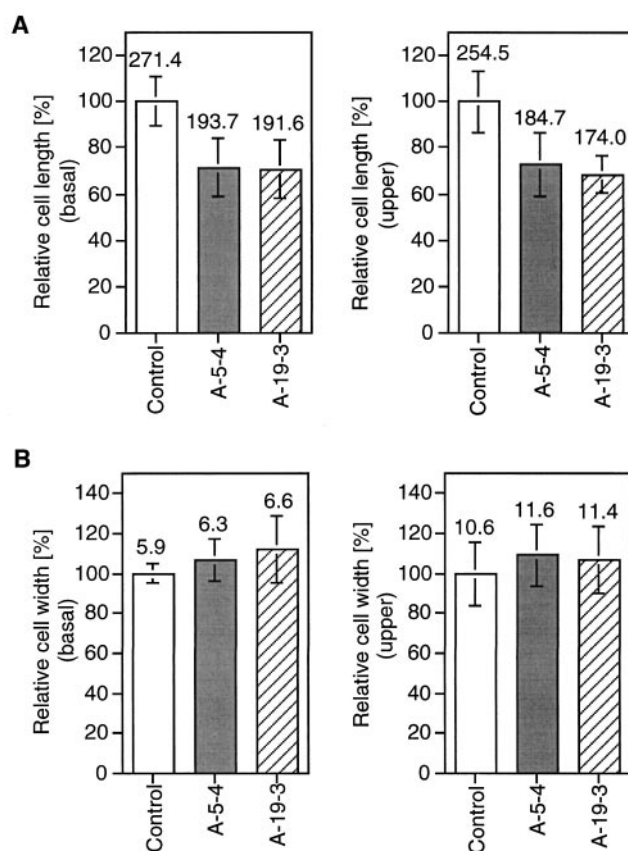 A
Relative cell length [%]
(basal)
120
100
80
60
40
20
0
271.4
193.7
191.6
Control
A-5-4
A-19-3
Relative cell length [%]
(upper)
120
100
80
60
40
20
0
254.5
184.7
174.0
Control
A-5-4
A-19-3
B
Relative cell width [%]
(basal)
140
120
100
80
60
40
20
0
5.9
6.3
6.6
Control
A-5-4
A-19-3
Relative cell width [%]
(upper)
140
120
100
80
60
40
20
0
10.6
11.6
11.4
Control
A-5-4
A-19-3